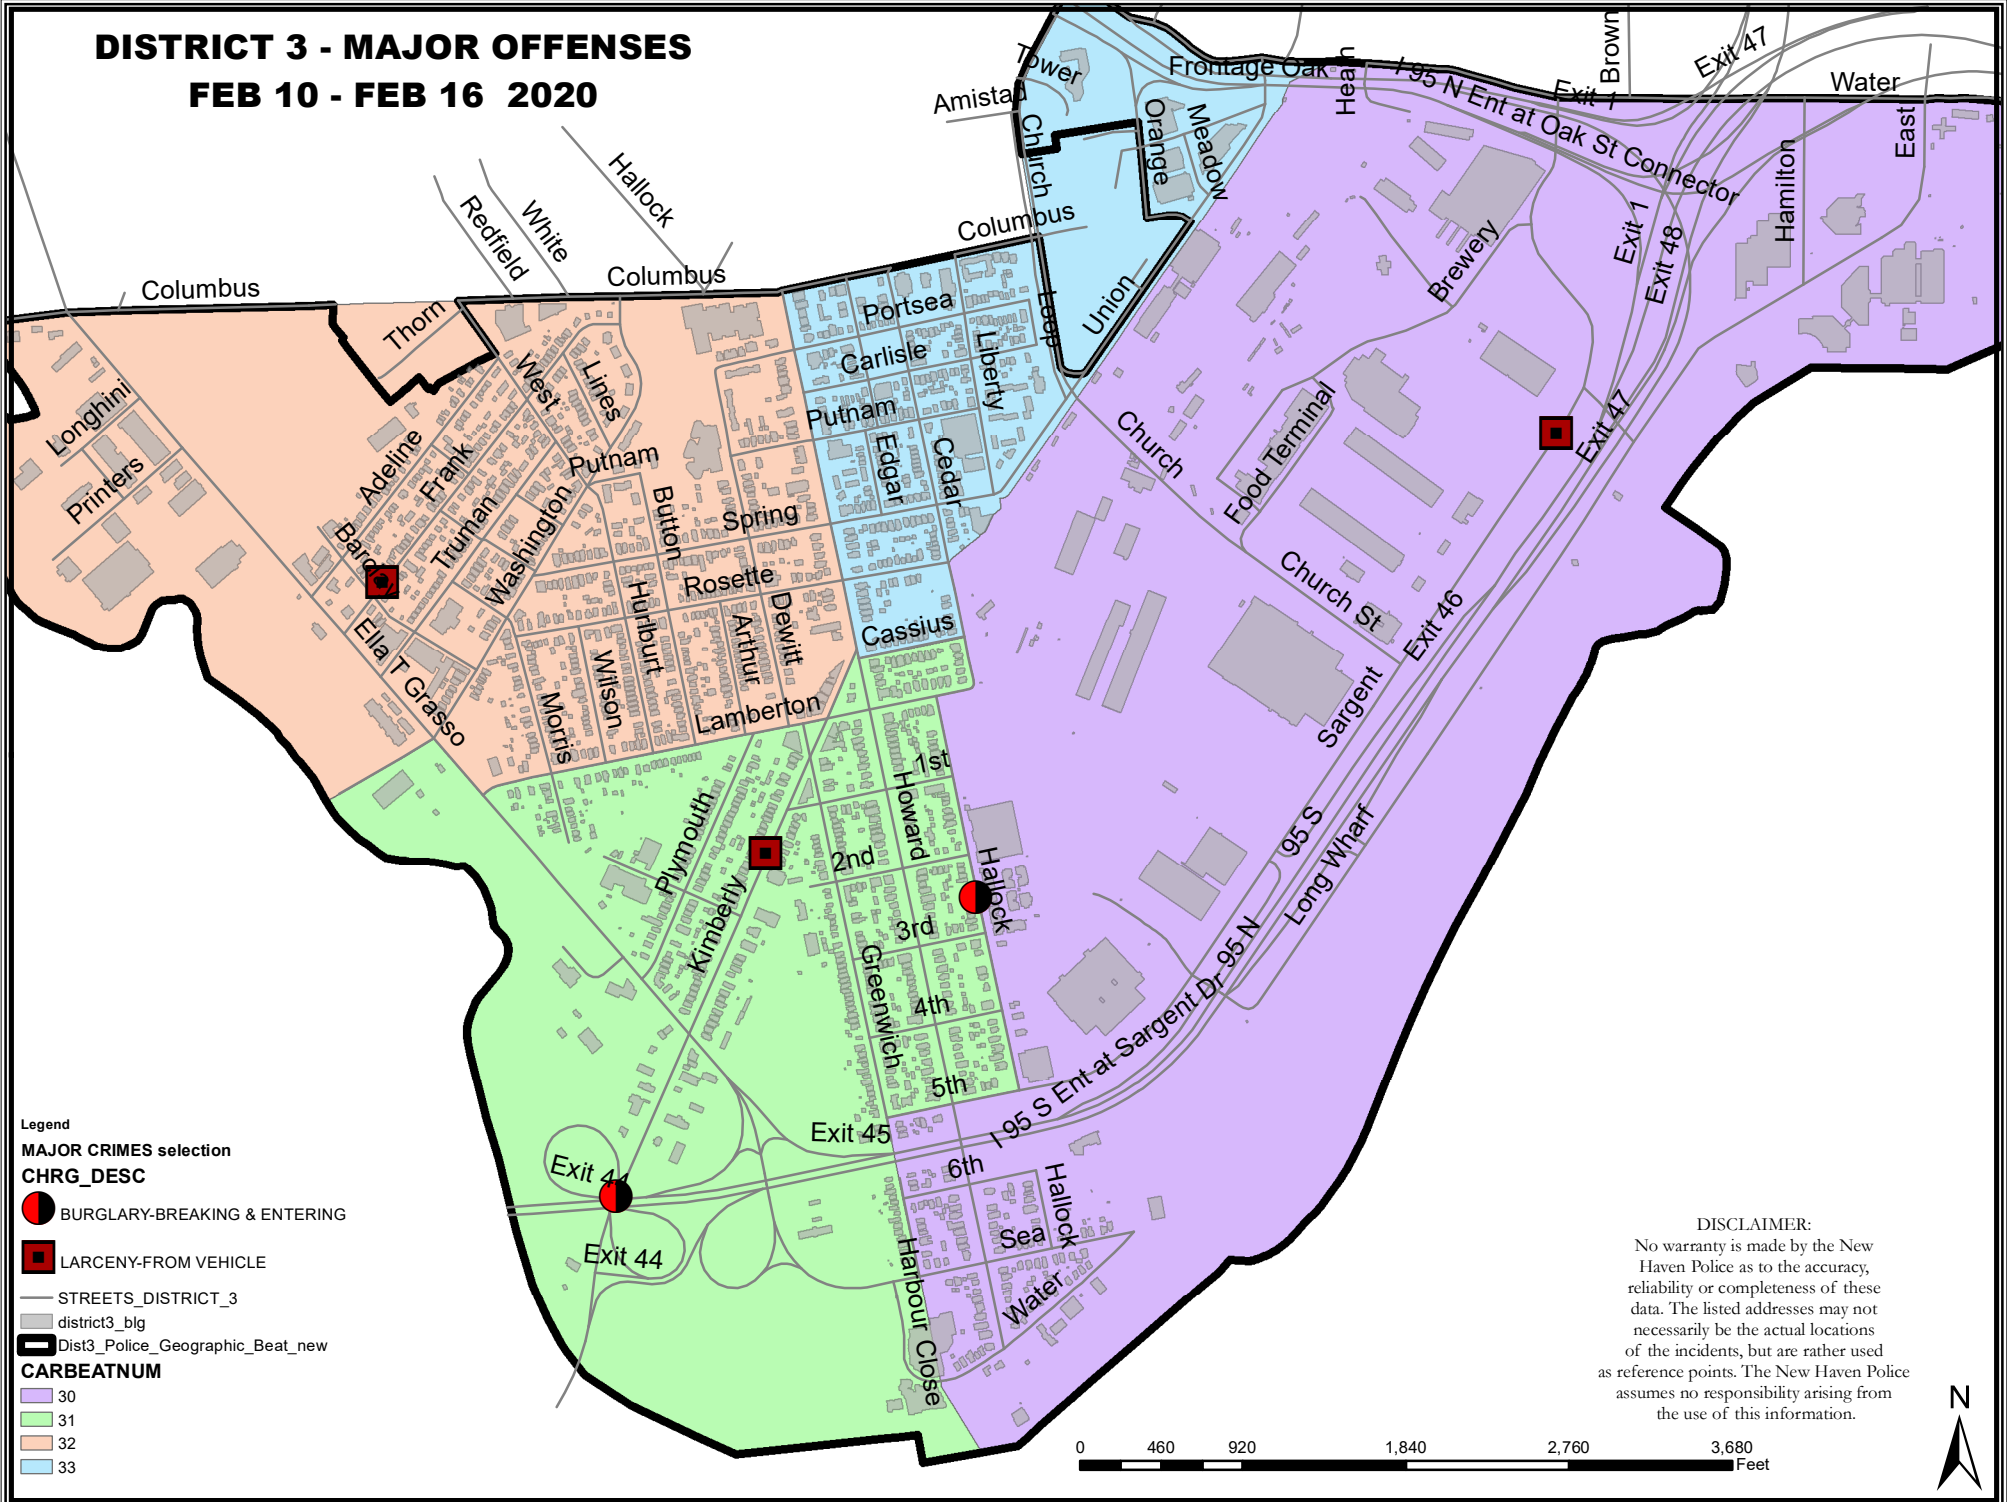 DISTRICT 3 - MAJOR OFFENSES
FEB 10 - FEB 16 2020
Tower
Amistad
Church
Orange
Meadow
Frontage Oak
Heath
I 95 N Ent at Oak St Connector
Exit 1
Brown
Exit 47
Water
East
Hamilton
Exit 1
Exit 48
Brewery
Hallock
White
Redfield
Columbus
Columbus
Columbus
Thorn
Portsea
Loop
Union
Carlisle
Liberty
Putnam
Edgar
Cedar
West
Lines
Longhini
Printers
Adeline
Frank
Truman
Washington
Putnam
Button
Spring
Rosette
Hurlburt
Dewitt
Arthur
Wilson
Morris
Lamberton
Cassius
Ella T Grasso
Church
Food Terminal
Church St
Exit 47
Exit 46
Sargent
95 S
Long Wharf
95 N
I 95 S Ent at Sargent Dr
1st
Howard
2nd
Hallock
3rd
Greenwich
4th
5th
Plymouth
Kimberly
Exit 45
6th
Hallock
Sea
Water
Harbour Close
Exit 44
Exit 44
Legend
MAJOR CRIMES selection
CHRG_DESC
BURGLARY-BREAKING & ENTERING
LARCENY-FROM VEHICLE
STREETS_DISTRICT_3
district3_blg
Dist3_Police_Geographic_Beat_new
CARBEATNUM
30
31
32
33
DISCLAIMER:
No warranty is made by the New
Haven Police as to the accuracy,
reliability or completeness of these
data. The listed addresses may not
necessarily be the actual locations
of the incidents, but are rather used
as reference points. The New Haven Police
assumes no responsibility arising from
the use of this information.
N
0 460 920 1,840 2,760 3,680
Feet